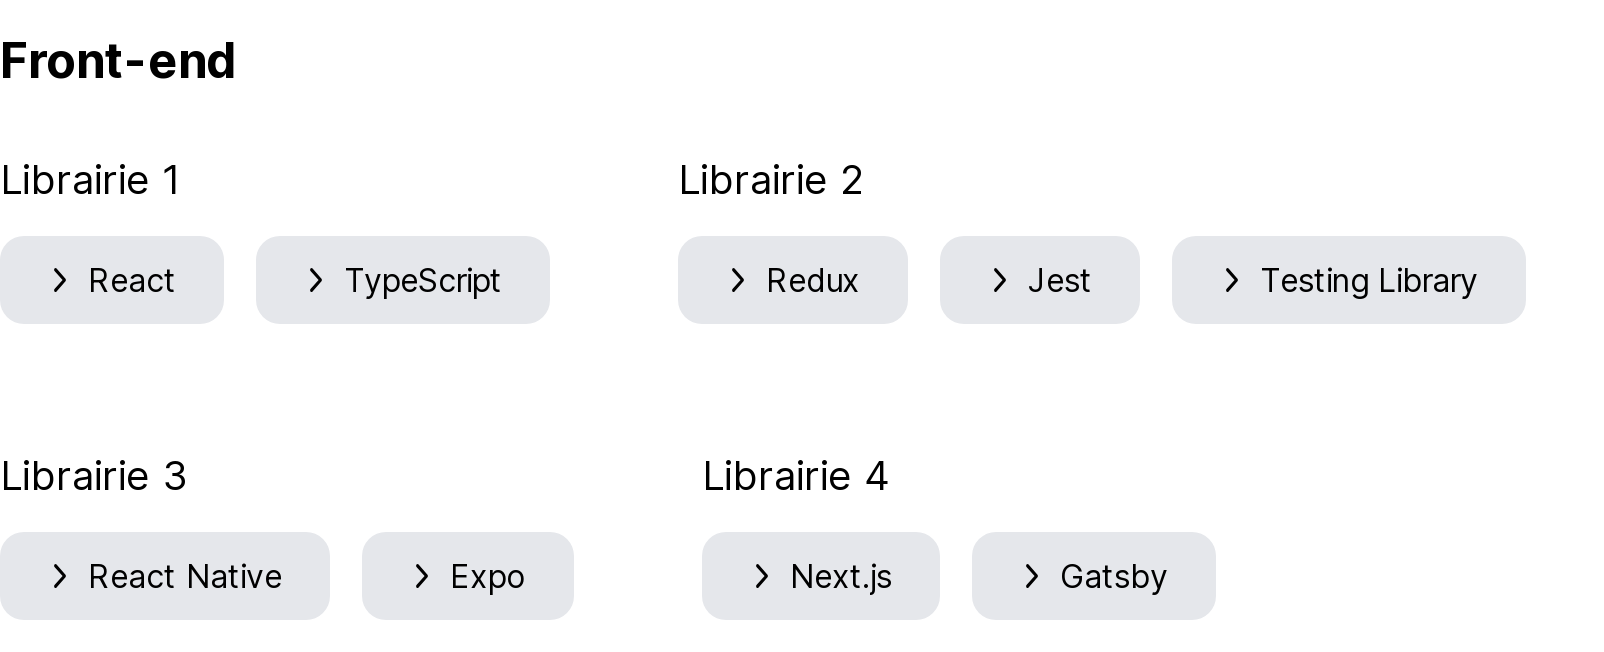 Front-end
Librairie 1
Librairie 2
React
TypeScript
Redux
Jest
Testing Library
Librairie 3
Librairie 4
React Native
Expo
Next.js
Gatsby